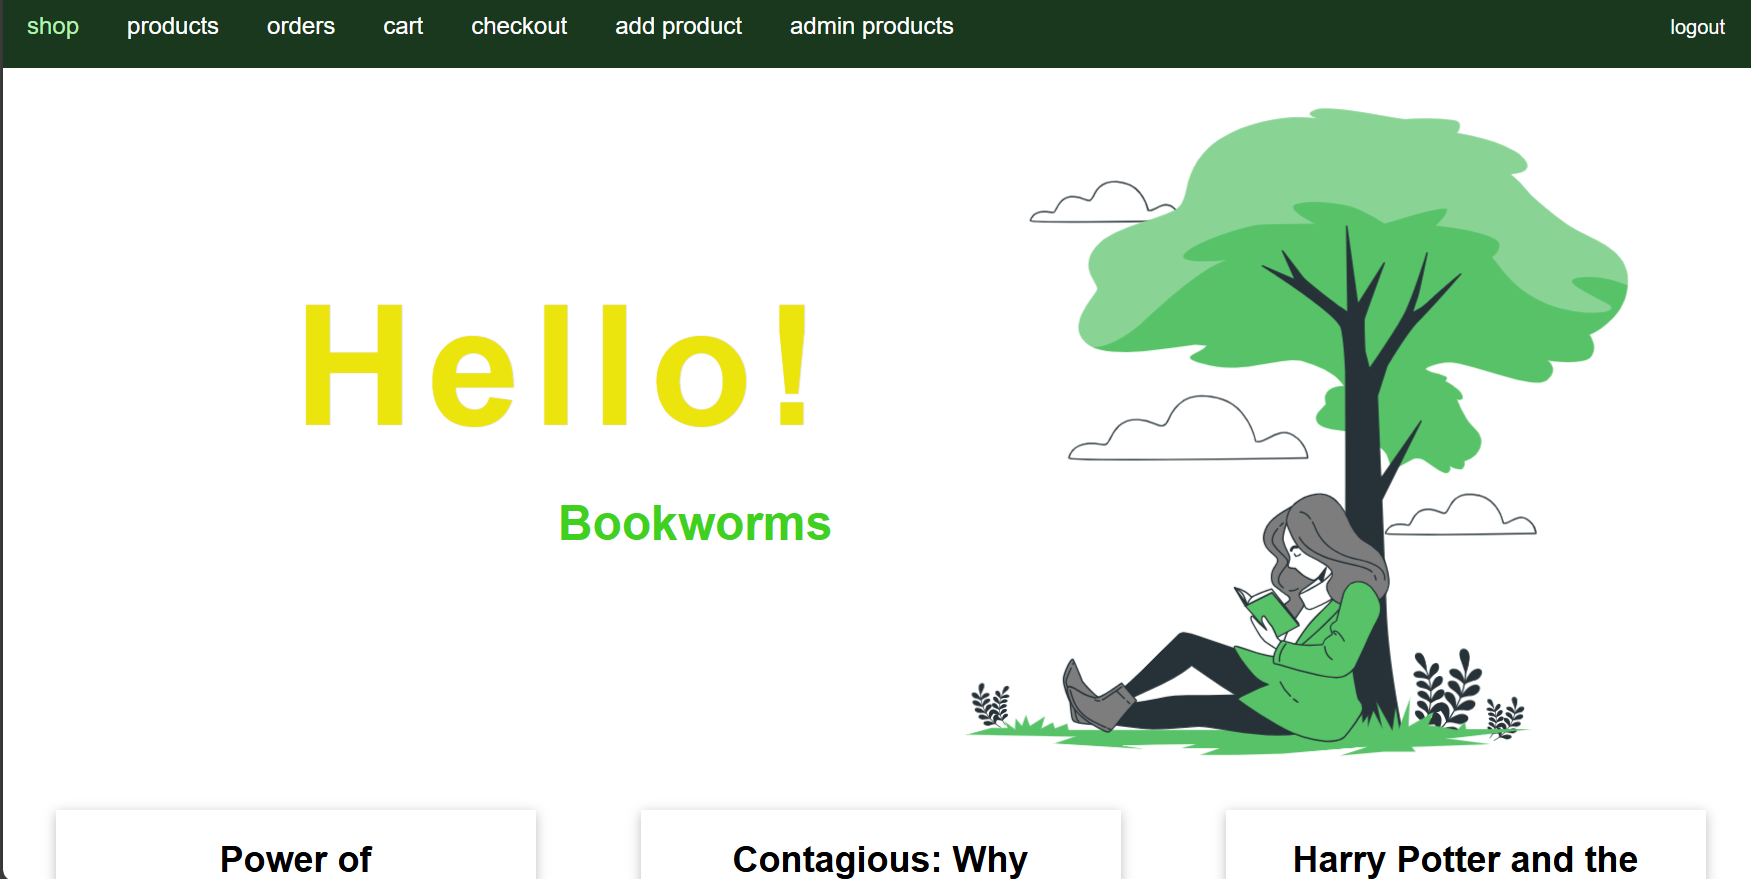 shop products orders cart checkout add product admin products logout
Hello!
Bookworms
Power of
Contagious: Why
Harry Potter and the